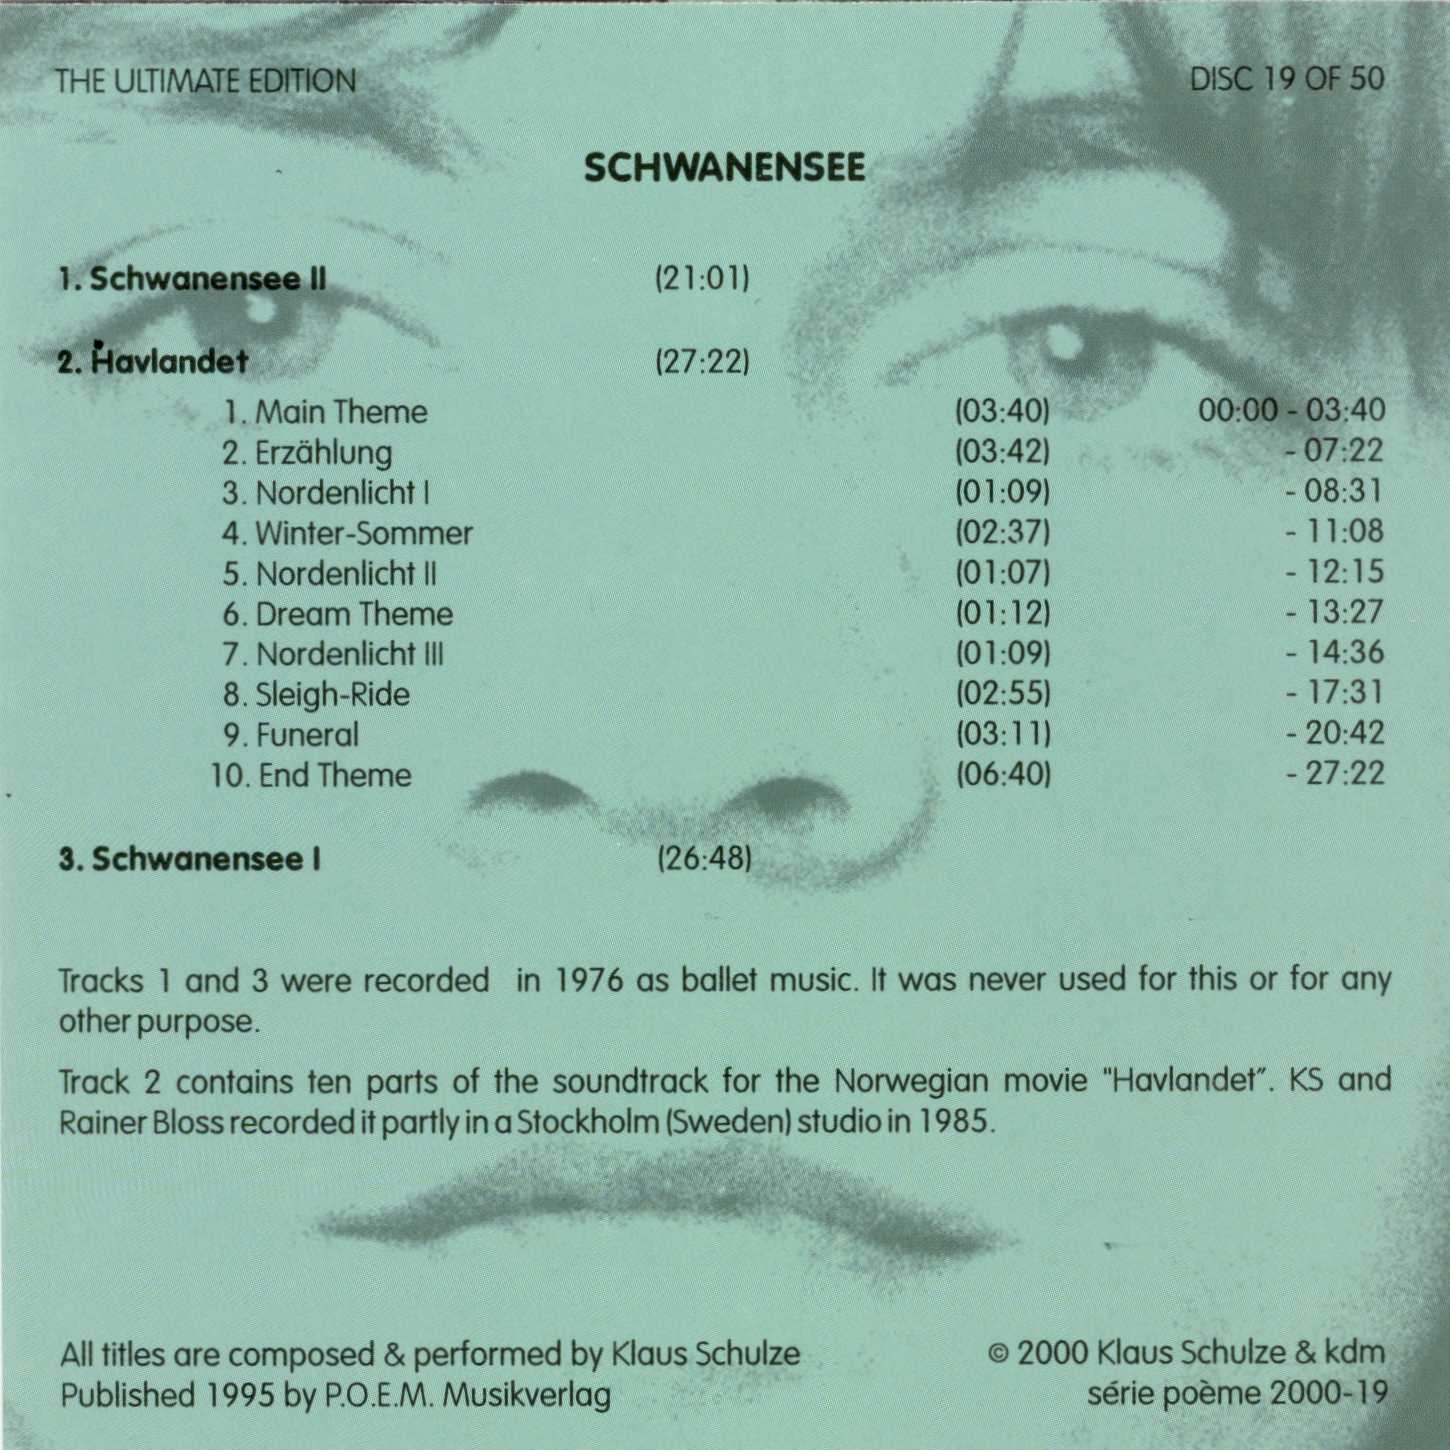 THE ULTIMATE EDITION DISC 19 OF 50
SCHWANENSEE
1. Schwanensee II (21:01)
2. Havlandet (27:22)
1. Main Theme (03:40) 00:00 - 03:40
2. Erzählung (03:42) - 07:22
3. Nordenlicht I (01:09) - 08:31
4. Winter-Sommer (02:37) - 11:08
5. Nordenlicht II (01:07) - 12:15
6. Dream Theme (01:12) - 13:27
7. Nordenlicht III (01:09) - 14:36
8. Sleigh-Ride (02:55) - 17:31
9. Funeral (03:11) - 20:42
10. End Theme (06:40) - 27:22
3. Schwanensee I (26:48)
Tracks 1 and 3 were recorded in 1976 as ballet music. It was never used for this or for any
other purpose.
Track 2 contains ten parts of the soundtrack for the Norwegian movie "Havlandet". KS and
Rainer Bloss recorded it partly in a Stockholm (Sweden) studio in 1985.
All titles are composed & performed by Klaus Schulze © 2000 Klaus Schulze & kdm
Published 1995 by P.O.E.M. Musikverlag série poème 2000-19